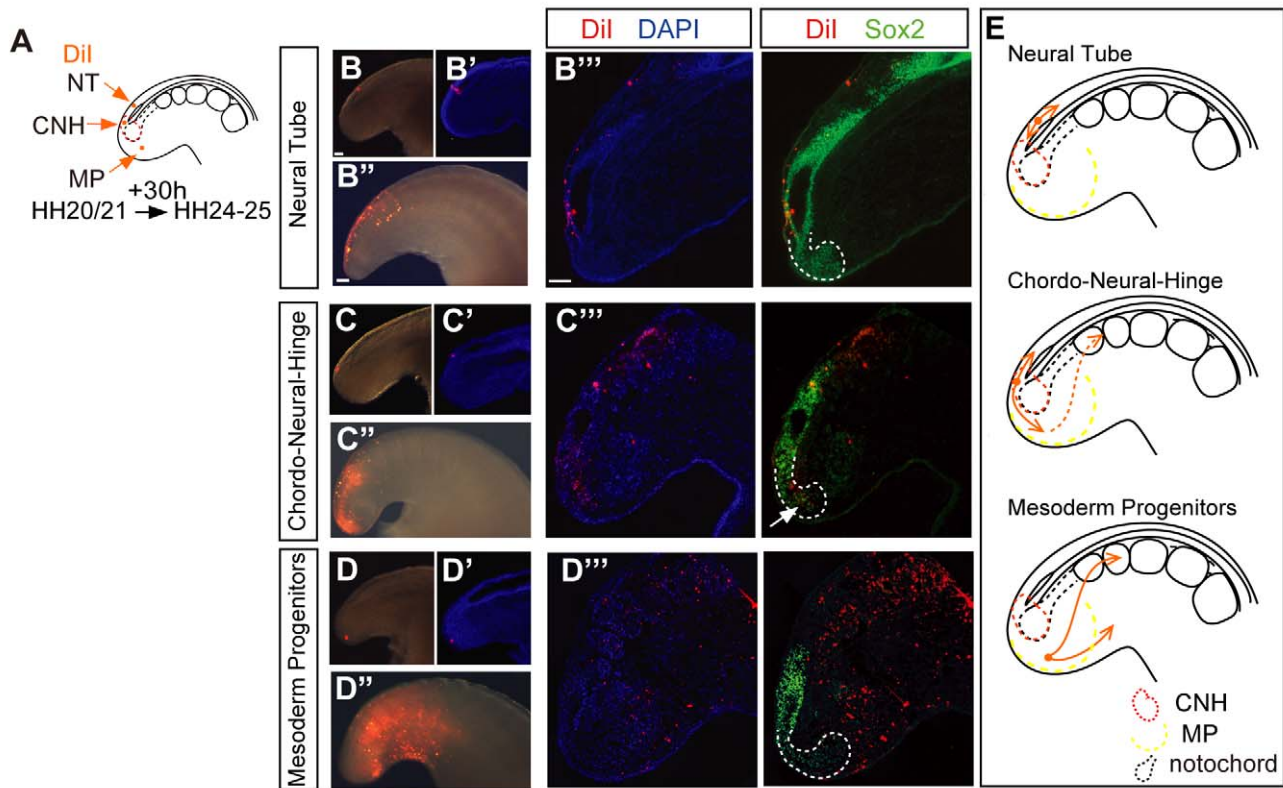 A
DiI
NT
CNH
MP
+30h
HH20/21 → HH24-25
Neural Tube
B
B’
B’’
DiI DAPI
B’’’
DiI Sox2
Chordo-Neural-Hinge
C
C’
C’’
C’’’
Mesoderm Progenitors
D
D’
D’’
D’’’
E
Neural Tube
Chordo-Neural-Hinge
Mesoderm Progenitors
CNH
MP
notochord